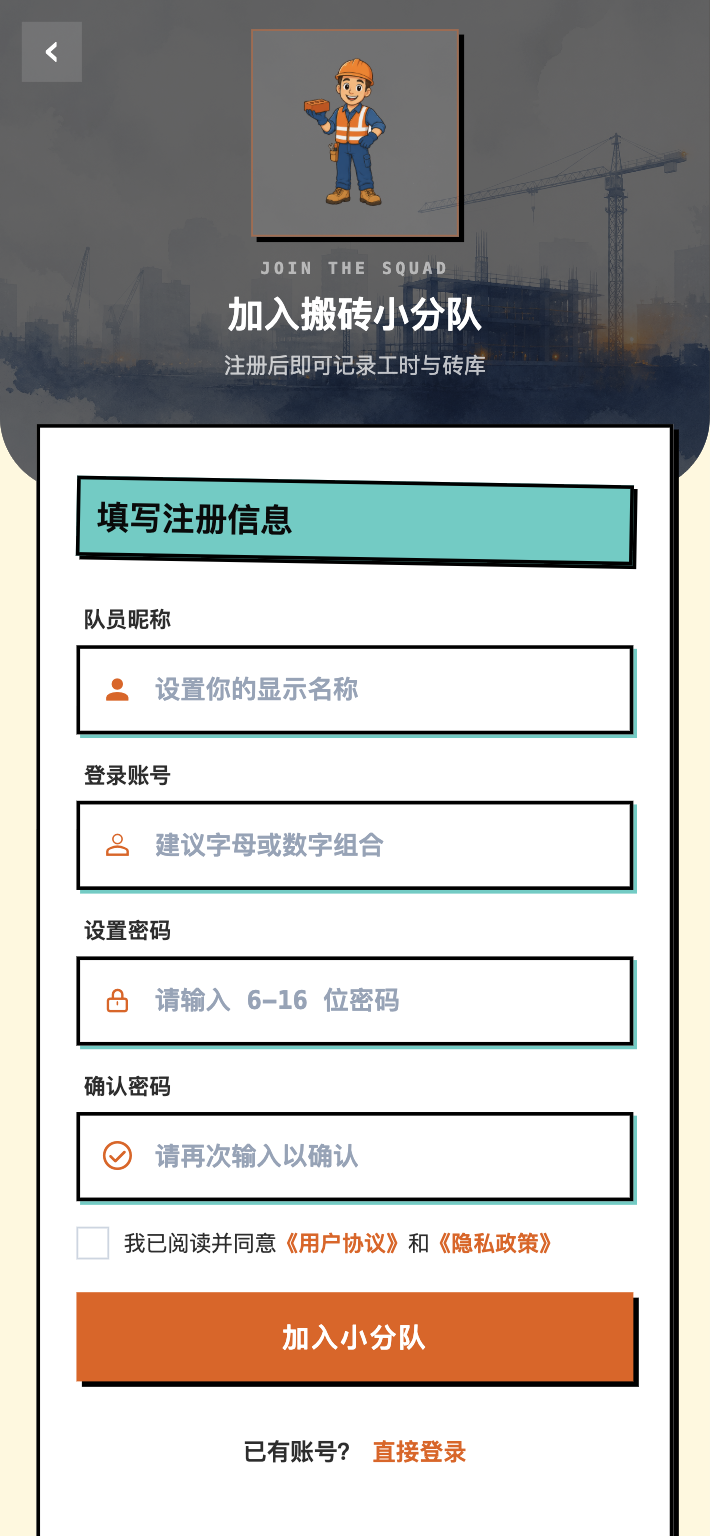 JOIN THE SQUAD
加入搬砖小分队
注册后即可记录工时与砖库
填写注册信息
队员昵称
设置你的显示名称
登录账号
建议字母或数字组合
设置密码
请输入 6–16 位密码
确认密码
请再次输入以确认
我已阅读并同意《用户协议》和《隐私政策》
加入小分队
已有账号? 直接登录